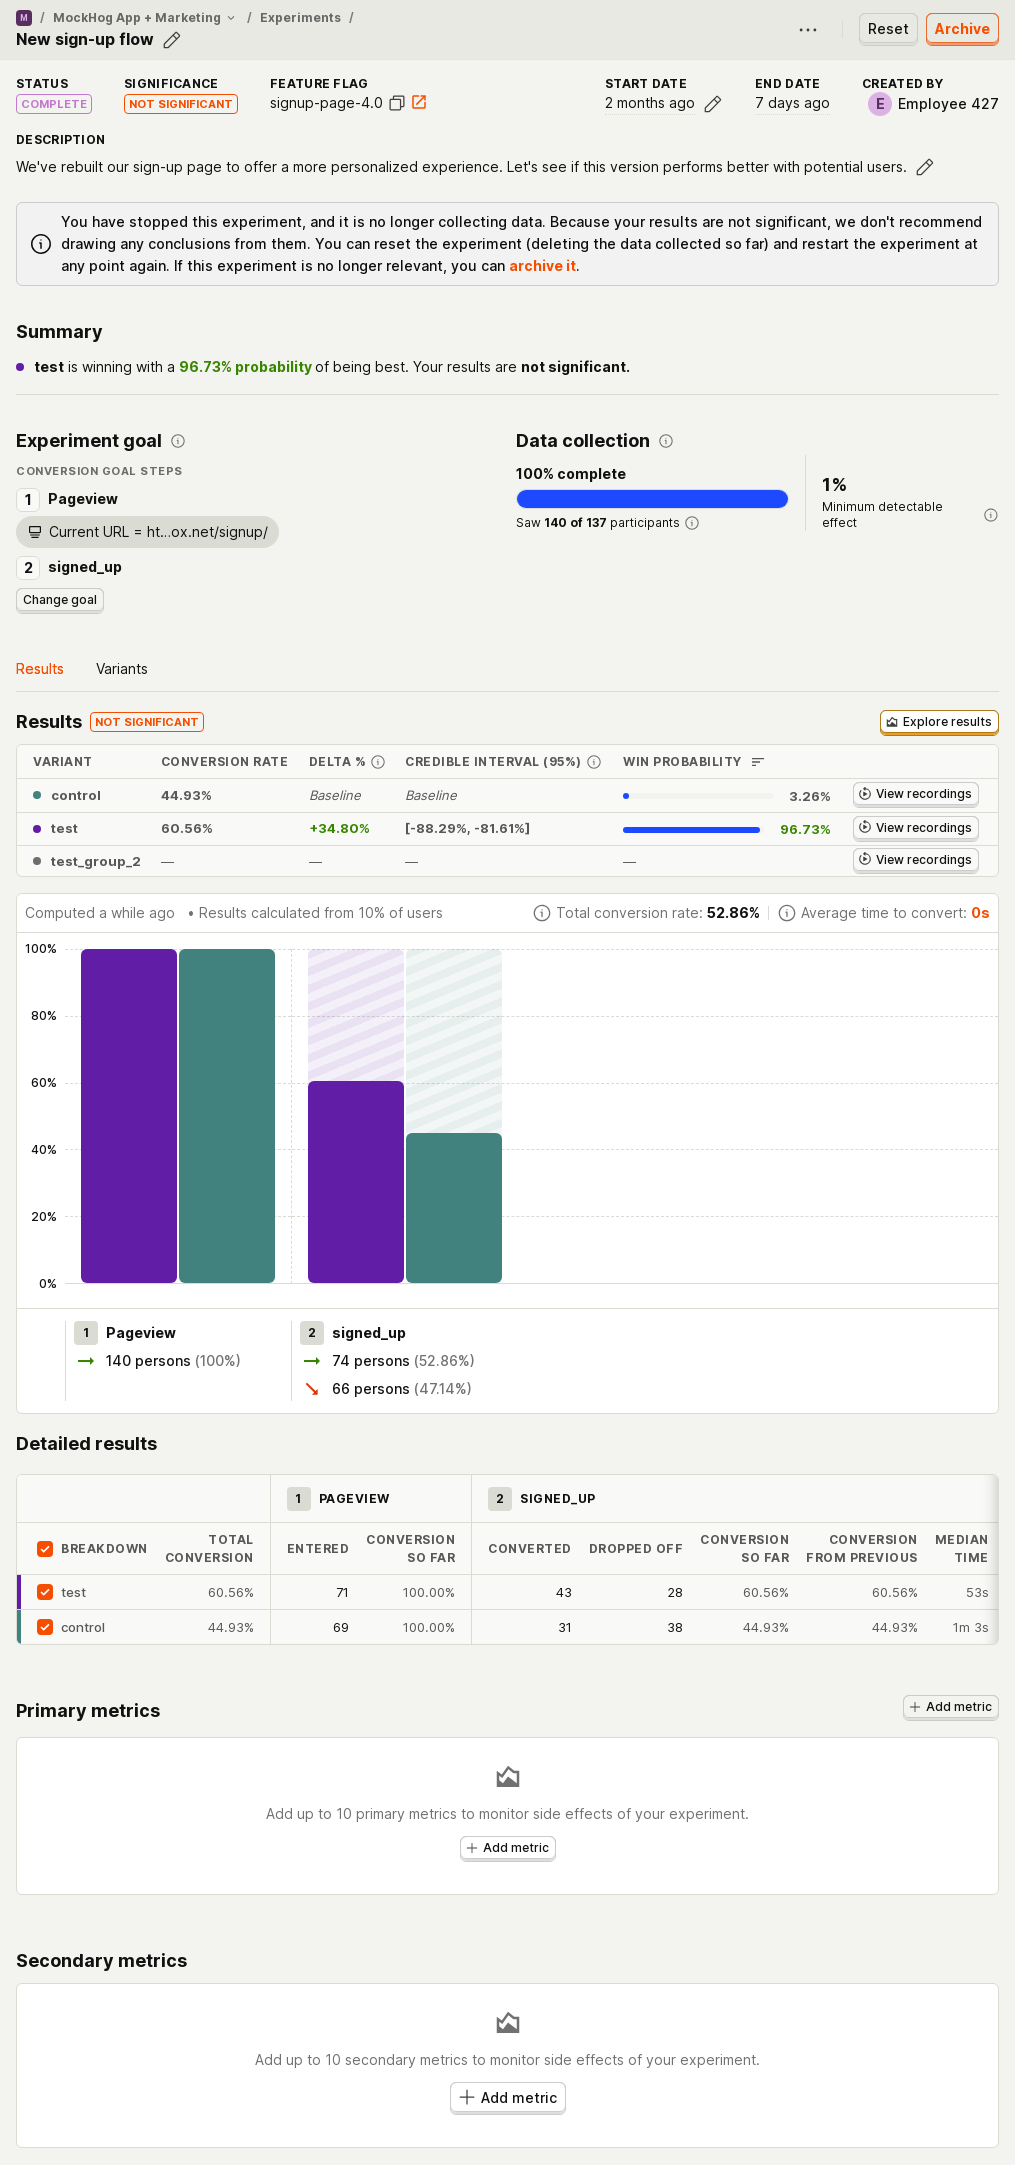 M / MockHog App + Marketing / Experiments /
New sign-up flow
Reset
Archive
STATUS
COMPLETE
SIGNIFICANCE
NOT SIGNIFICANT
FEATURE FLAG
signup-page-4.0
START DATE
2 months ago
END DATE
7 days ago
CREATED BY
E Employee 427
DESCRIPTION
We've rebuilt our sign-up page to offer a more personalized experience. Let's see if this version performs better with potential users.
You have stopped this experiment, and it is no longer collecting data. Because your results are not significant, we don't recommend
drawing any conclusions from them. You can reset the experiment (deleting the data collected so far) and restart the experiment at
any point again. If this experiment is no longer relevant, you can archive it.
Summary
test is winning with a 96.73% probability of being best. Your results are not significant.
Experiment goal
CONVERSION GOAL STEPS
1 Pageview
Current URL = ht...ox.net/signup/
2 signed_up
Change goal
Data collection
100% complete
Saw 140 of 137 participants
1%
Minimum detectable
effect
Results Variants
Results NOT SIGNIFICANT
Explore results
VARIANT CONVERSION RATE DELTA % CREDIBLE INTERVAL (95%) WIN PROBABILITY
control 44.93% Baseline Baseline 3.26% View recordings
test 60.56% +34.80% [-88.29%, -81.61%] 96.73% View recordings
test_group_2 — — — — View recordings
Computed a while ago • Results calculated from 10% of users
Total conversion rate: 52.86%
Average time to convert: 0s
100%
80%
60%
40%
20%
0%
1 Pageview
140 persons (100%)
2 signed_up
74 persons (52.86%)
66 persons (47.14%)
Detailed results
1 PAGEVIEW 2 SIGNED_UP
BREAKDOWN
TOTAL
CONVERSION
ENTERED
CONVERSION
SO FAR
CONVERTED
DROPPED OFF
CONVERSION
SO FAR
CONVERSION
FROM PREVIOUS
MEDIAN
TIME
test 60.56% 71 100.00% 43 28 60.56% 60.56% 53s
control 44.93% 69 100.00% 31 38 44.93% 44.93% 1m 3s
Primary metrics
Add metric
Add up to 10 primary metrics to monitor side effects of your experiment.
Add metric
Secondary metrics
Add up to 10 secondary metrics to monitor side effects of your experiment.
Add metric